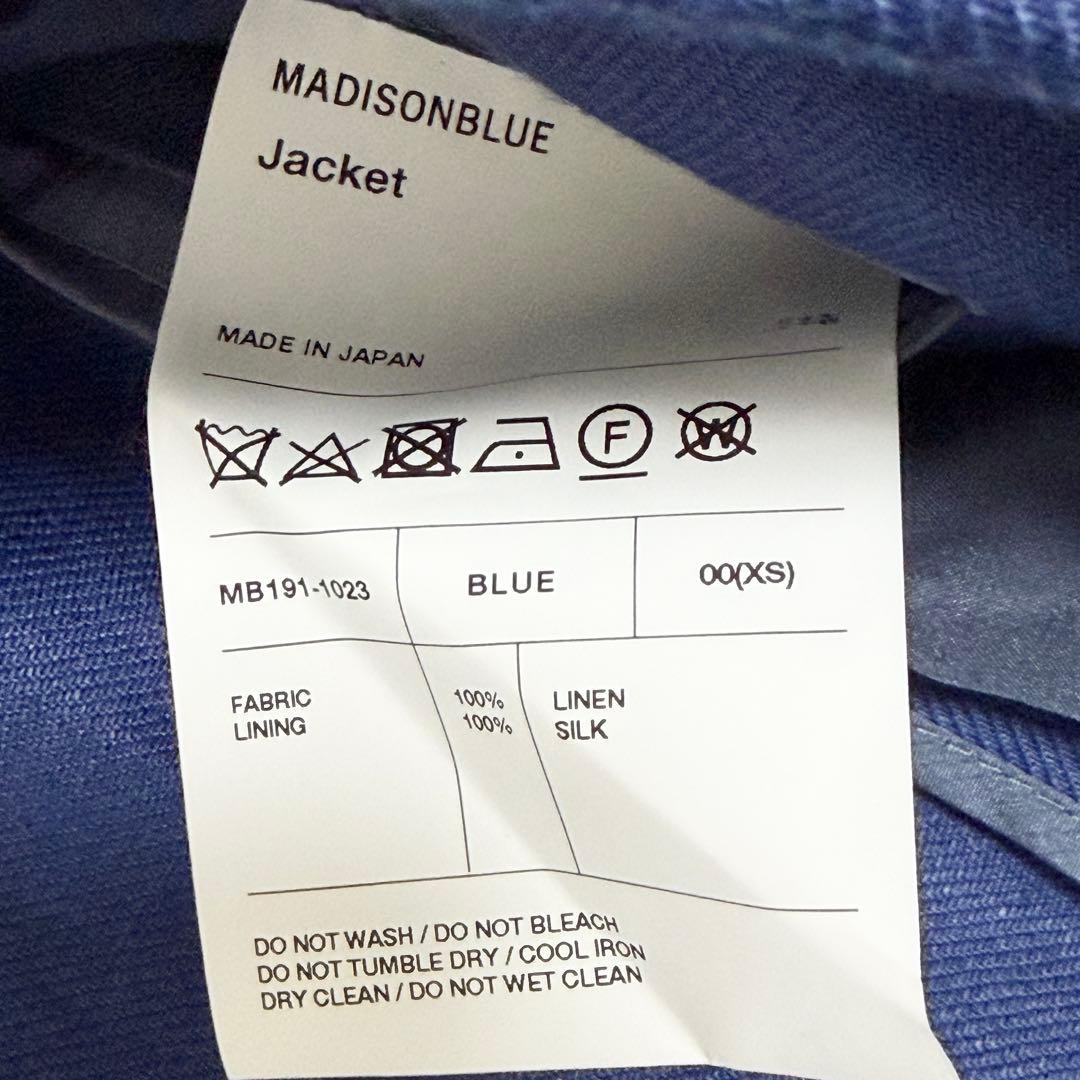 MADISONBLUE
Jacket
MADE IN JAPAN
F W
MB191-1023 BLUE 00(XS)
FABRIC 100% LINEN
LINING 100% SILK
DO NOT WASH / DO NOT BLEACH
DO NOT TUMBLE DRY / COOL IRON
DRY CLEAN / DO NOT WET CLEAN